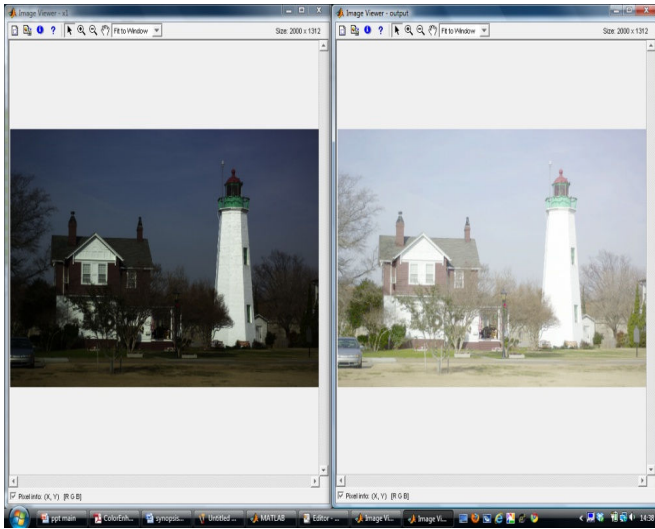 Image Viewer - x1
Fit to Window
Size: 2000 x 1312
Pixel info: (X, Y) [R G B]
Image Viewer - output
Fit to Window
Size: 2000 x 1312
Pixel info: (X, Y) [R G B]
ppt main
ColorEnh...
synopsis...
Untitled ...
MATLAB
Editor - ...
Image Vi...
Image Vi...
14:38